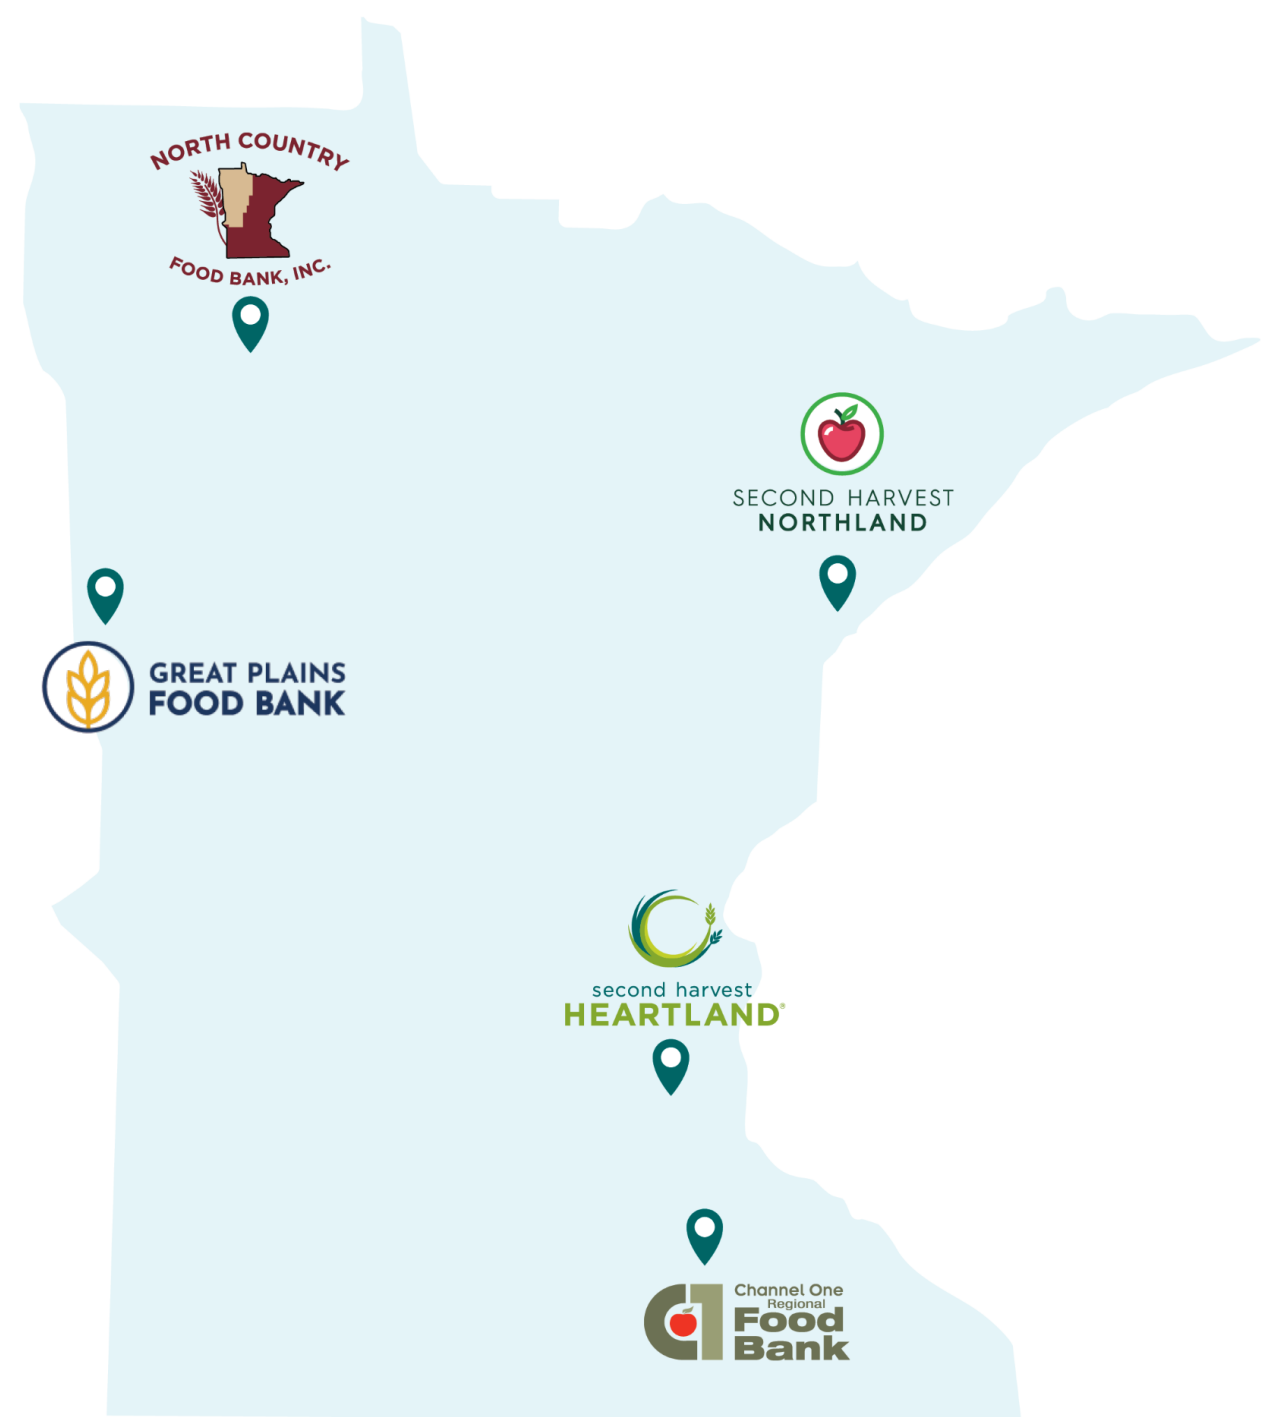 NORTH COUNTRY
FOOD BANK, INC.
SECOND HARVEST
NORTHLAND
GREAT PLAINS
FOOD BANK
second harvest
HEARTLAND®
Channel One
Regional
Food
Bank